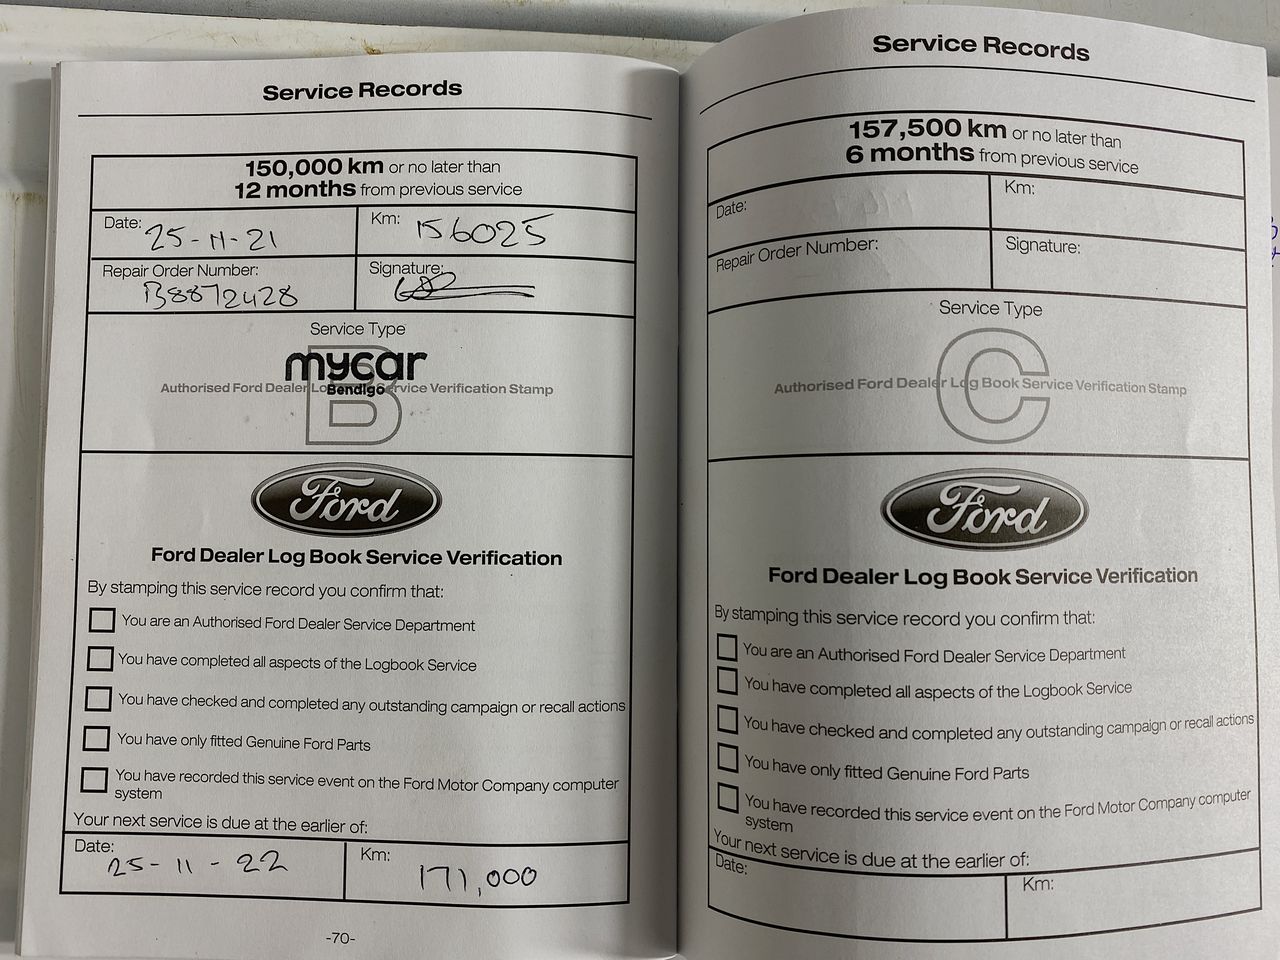 Service Records
150,000 km or no later than
12 months from previous service
Date: 25-11-21
Km: 156025
Repair Order Number: B8872428
Signature:
Service Type
B
mycar
Bendigo
Authorised Ford Dealer Lo rvice Verification Stamp
Ford
Ford Dealer Log Book Service Verification
By stamping this service record you confirm that:
You are an Authorised Ford Dealer Service Department
You have completed all aspects of the Logbook Service
You have checked and completed any outstanding campaign or recall actions
You have only fitted Genuine Ford Parts
You have recorded this service event on the Ford Motor Company computer
system
Your next service is due at the earlier of:
Date: 25-11-22
Km: 171,000
-70-
Service Records
157,500 km or no later than
6 months from previous service
Date:
Km:
Repair Order Number:
Signature:
Service Type
C
Authorised Ford Dealer Log Book Service Verification Stamp
Ford
Ford Dealer Log Book Service Verification
By stamping this service record you confirm that:
You are an Authorised Ford Dealer Service Department
You have completed all aspects of the Logbook Service
You have checked and completed any outstanding campaign or recall actions
You have only fitted Genuine Ford Parts
You have recorded this service event on the Ford Motor Company computer
system
Your next service is due at the earlier of:
Date:
Km: